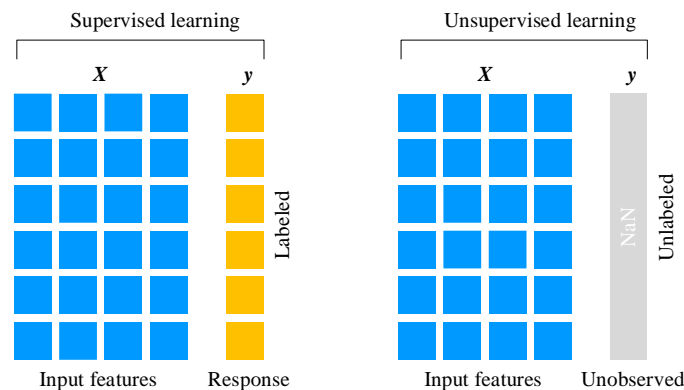 Supervised learning
X y
Labeled
Input features Response
Unsupervised learning
X y
NaN
Unlabeled
Input features Unobserved